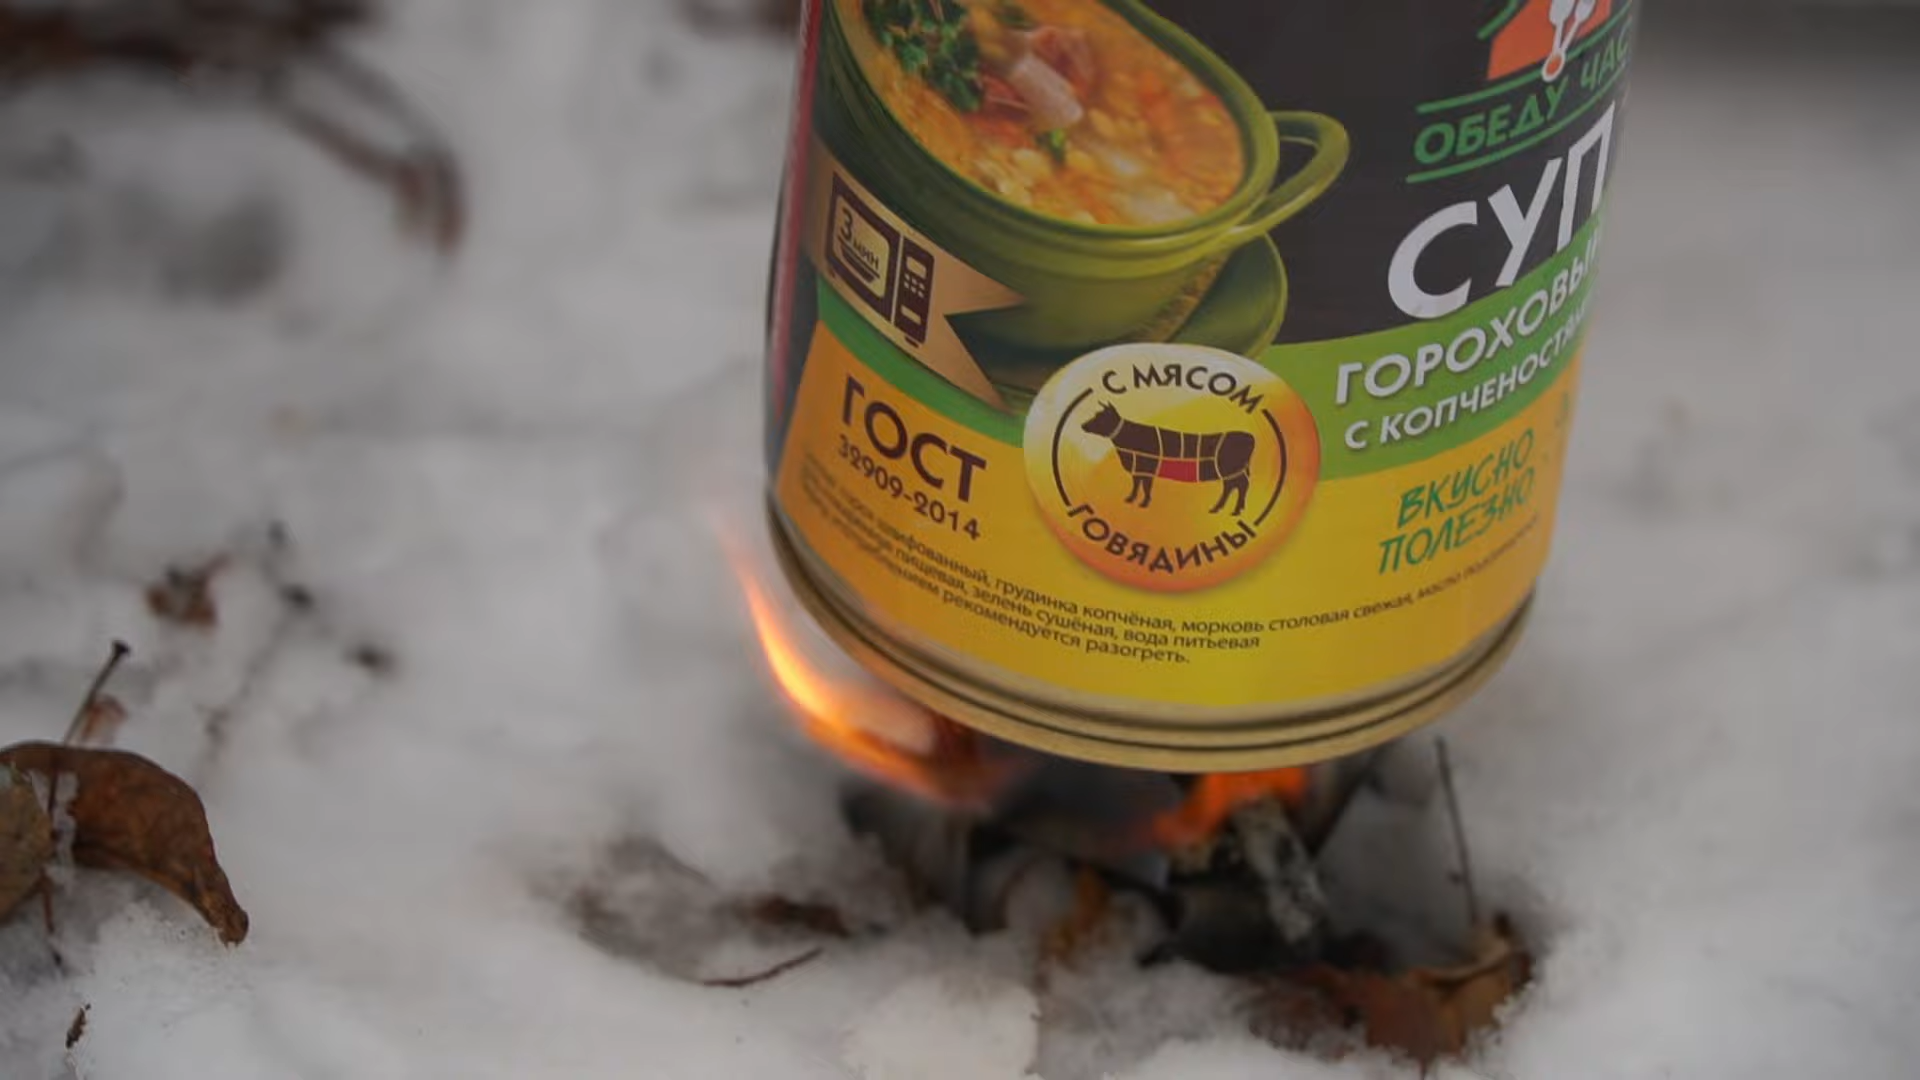 ОБЕДУ ЧАС
СУП
ГОРОХОВЫЙ
С КОПЧЕНОСТЯМИ
3 мин
С МЯСОМ
ГОВЯДИНЫ
ГОСТ
32909-2014
ВКУСНО
ПОЛЕЗНО
грудинка копчёная, морковь столовая свежая, масло
пищевая, зелень сушёная, вода питьевая
рекомендуется разогреть.